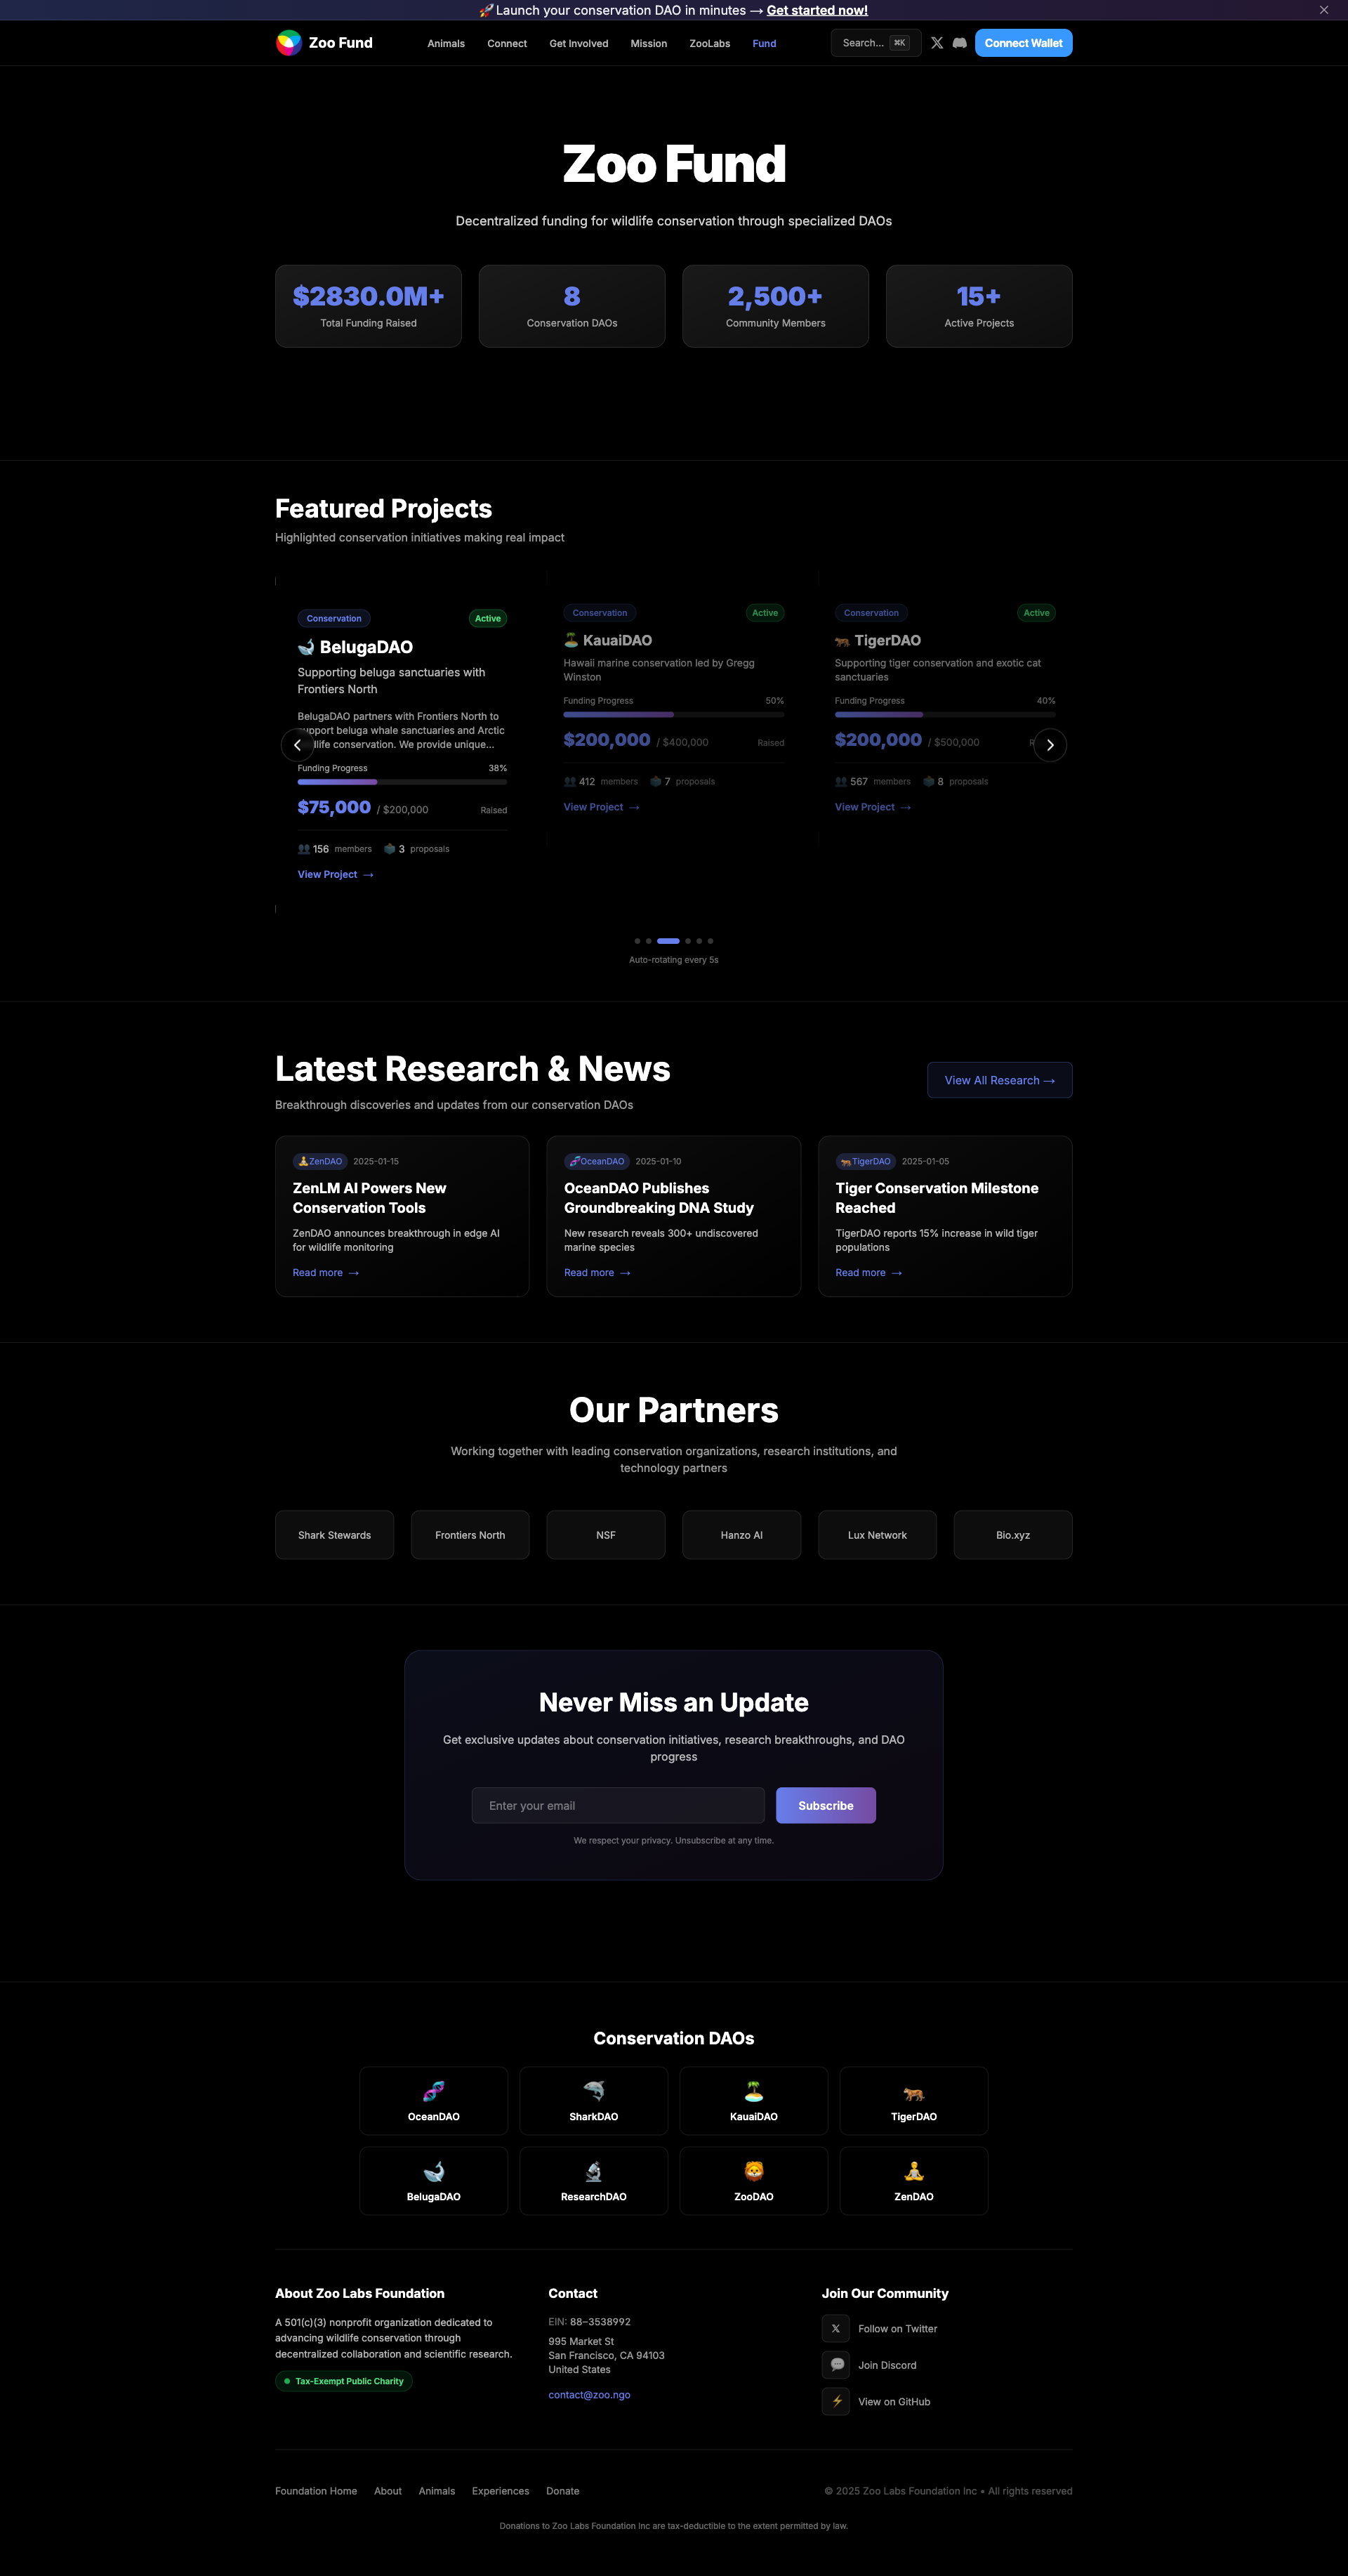 🚀 Launch your conservation DAO in minutes → Get started now!
Zoo Fund
Animals Connect Get Involved Mission ZooLabs Fund
Search... ⌘K
Connect Wallet
Zoo Fund
Decentralized funding for wildlife conservation through specialized DAOs
$2830.0M+
Total Funding Raised
8
Conservation DAOs
2,500+
Community Members
15+
Active Projects
Featured Projects
Highlighted conservation initiatives making real impact
Conservation Active
BelugaDAO
Supporting beluga sanctuaries with
Frontiers North
BelugaDAO partners with Frontiers North to
support beluga whale sanctuaries and Arctic
conservation. We provide unique...
Funding Progress 38%
$75,000 / $200,000 Raised
156 members 3 proposals
View Project →
Conservation Active
KauaiDAO
Hawaii marine conservation led by Gregg
Winston
Funding Progress 50%
$200,000 / $400,000 Raised
412 members 7 proposals
View Project →
Conservation Active
TigerDAO
Supporting tiger conservation and exotic cat
sanctuaries
Funding Progress 40%
$200,000 / $500,000
567 members 8 proposals
View Project →
Auto-rotating every 5s
Latest Research & News
Breakthrough discoveries and updates from our conservation DAOs
View All Research →
ZenDAO 2025-01-15
ZenLM AI Powers New
Conservation Tools
ZenDAO announces breakthrough in edge AI
for wildlife monitoring
Read more →
OceanDAO 2025-01-10
OceanDAO Publishes
Groundbreaking DNA Study
New research reveals 300+ undiscovered
marine species
Read more →
TigerDAO 2025-01-05
Tiger Conservation Milestone
Reached
TigerDAO reports 15% increase in wild tiger
populations
Read more →
Our Partners
Working together with leading conservation organizations, research institutions, and
technology partners
Shark Stewards
Frontiers North
NSF
Hanzo AI
Lux Network
Bio.xyz
Never Miss an Update
Get exclusive updates about conservation initiatives, research breakthroughs, and DAO
progress
Enter your email
Subscribe
We respect your privacy. Unsubscribe at any time.
Conservation DAOs
OceanDAO
SharkDAO
KauaiDAO
TigerDAO
BelugaDAO
ResearchDAO
ZooDAO
ZenDAO
About Zoo Labs Foundation
A 501(c)(3) nonprofit organization dedicated to
advancing wildlife conservation through
decentralized collaboration and scientific research.
Tax-Exempt Public Charity
Contact
EIN: 88–3538992
995 Market St
San Francisco, CA 94103
United States
contact@zoo.ngo
Join Our Community
𝕏 Follow on Twitter
Join Discord
View on GitHub
Foundation Home About Animals Experiences Donate
© 2025 Zoo Labs Foundation Inc • All rights reserved
Donations to Zoo Labs Foundation Inc are tax-deductible to the extent permitted by law.